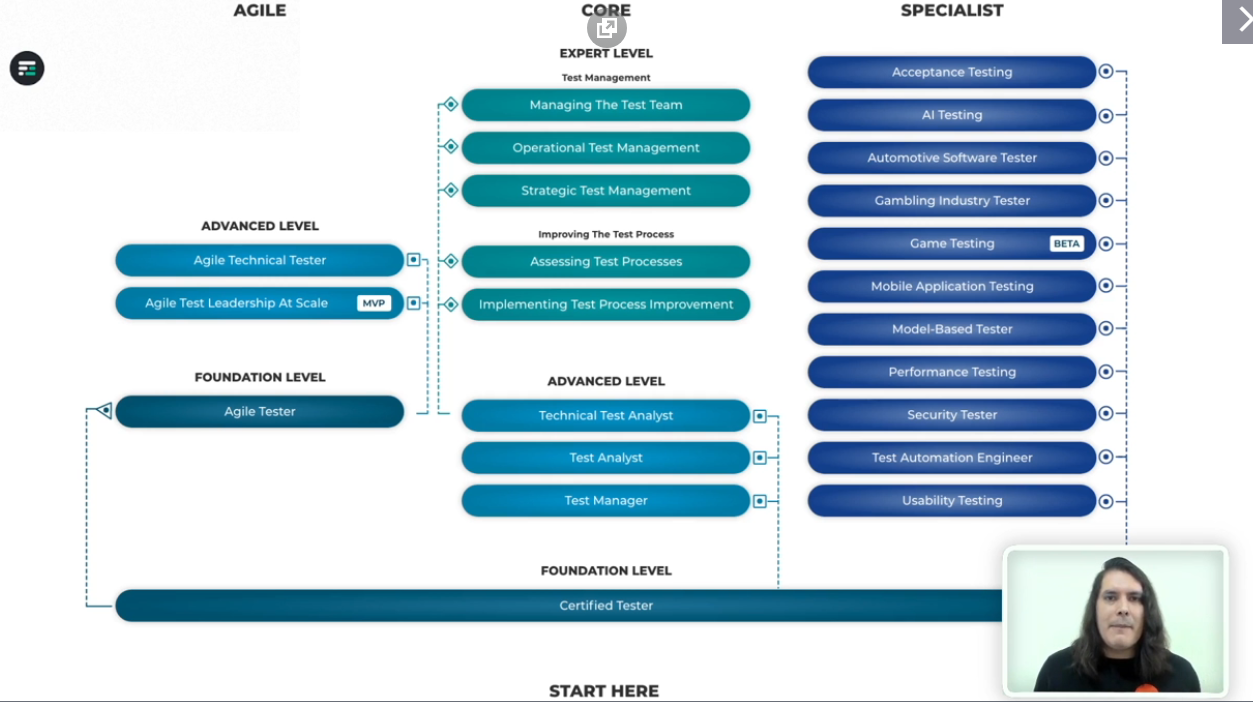 AGILE
CORE
SPECIALIST
EXPERT LEVEL
Test Management
Managing The Test Team
Operational Test Management
Strategic Test Management
Improving The Test Process
Assessing Test Processes
Implementing Test Process Improvement
ADVANCED LEVEL
Agile Technical Tester
Agile Test Leadership At Scale MVP
FOUNDATION LEVEL
Agile Tester
ADVANCED LEVEL
Technical Test Analyst
Test Analyst
Test Manager
Acceptance Testing
AI Testing
Automotive Software Tester
Gambling Industry Tester
Game Testing BETA
Mobile Application Testing
Model-Based Tester
Performance Testing
Security Tester
Test Automation Engineer
Usability Testing
FOUNDATION LEVEL
Certified Tester
START HERE